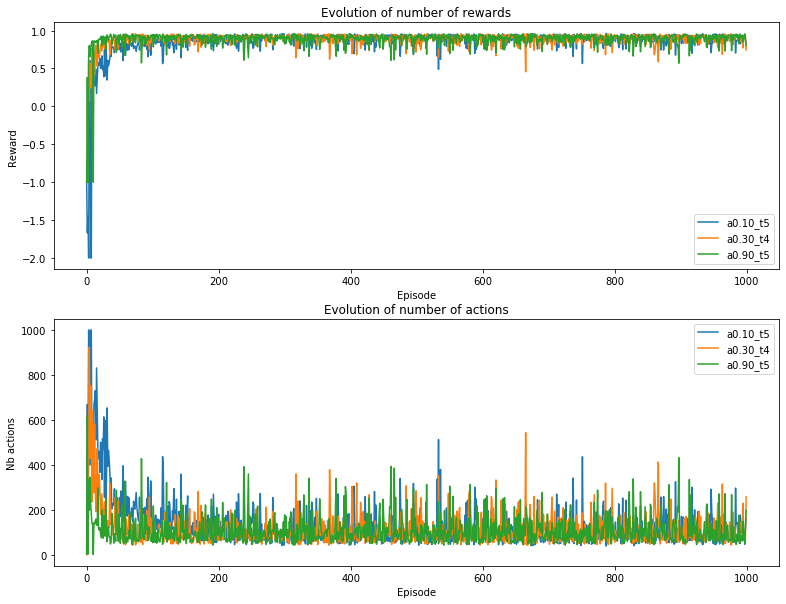 Evolution of number of rewards
1.0
0.5
0.0
−0.5
−1.0
−1.5
−2.0
Reward
a0.10_t5
a0.30_t4
a0.90_t5
0 200 400 600 800 1000
Episode
Evolution of number of actions
1000
800
600
400
200
0
Nb actions
a0.10_t5
a0.30_t4
a0.90_t5
0 200 400 600 800 1000
Episode